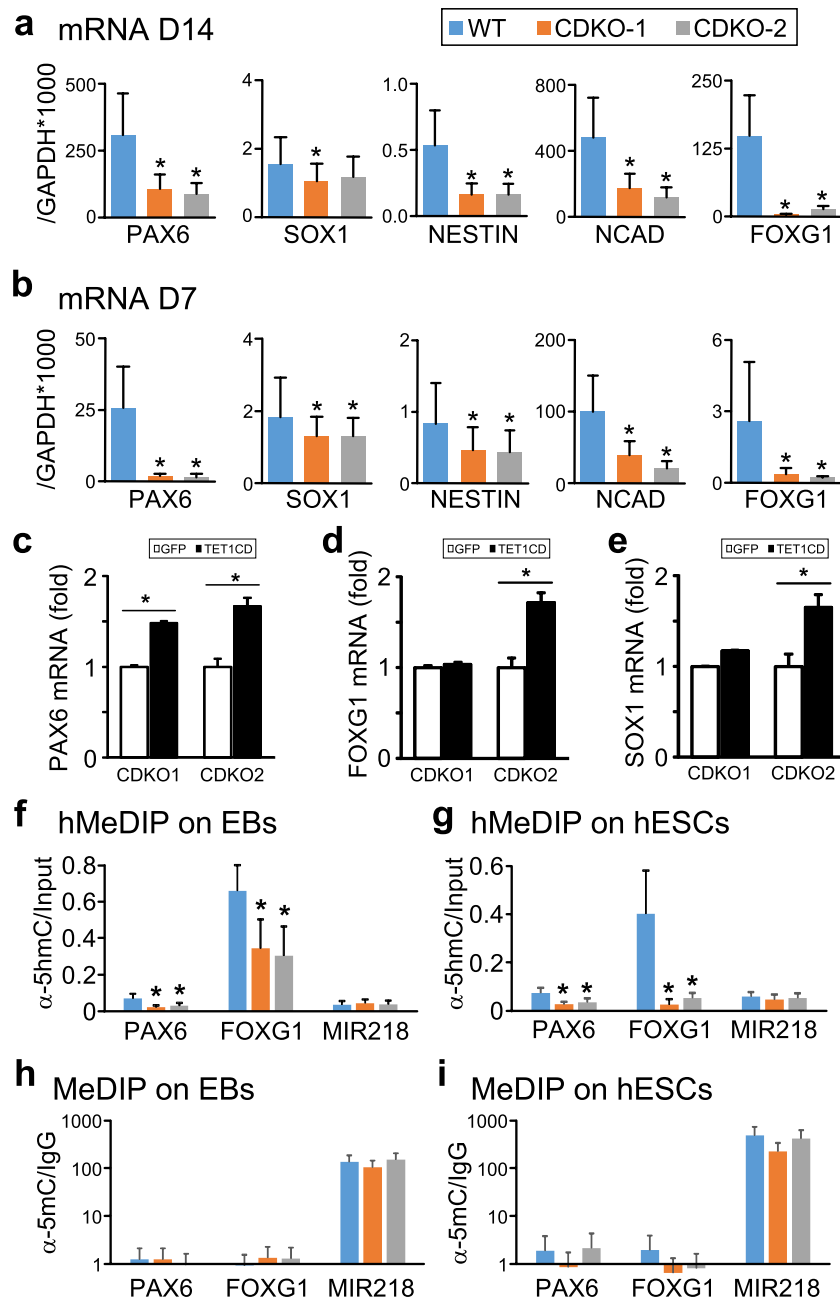 a mRNA D14
WT CDKO-1 CDKO-2
/GAPDH*1000
500 250 0
* *
PAX6
4 2 0
*
SOX1
1.0 0.5 0.0
* *
NESTIN
800 400 0
* *
NCAD
250 125 0
* *
FOXG1
b mRNA D7
/GAPDH*1000
50 25 0
* *
PAX6
4 2 0
* *
SOX1
2 1 0
* *
NESTIN
200 100 0
* *
NCAD
6 3 0
* *
FOXG1
c
GFP TET1CD
PAX6 mRNA (fold)
2 1 0
* *
CDKO1 CDKO2
d
GFP TET1CD
FOXG1 mRNA (fold)
2 1 0
*
CDKO1 CDKO2
e
GFP TET1CD
SOX1 mRNA (fold)
2 1 0
*
CDKO1 CDKO2
f hMeDIP on EBs
α-5hmC/Input
0.8 0.6 0.4 0.2 0
* * * *
PAX6 FOXG1 MIR218
g hMeDIP on hESCs
α-5hmC/Input
0.6 0.4 0.2 0
* * * *
PAX6 FOXG1 MIR218
h MeDIP on EBs
α-5mC/IgG
1000 100 10 1
PAX6 FOXG1 MIR218
i MeDIP on hESCs
α-5mC/IgG
1000 100 10 1
PAX6 FOXG1 MIR218